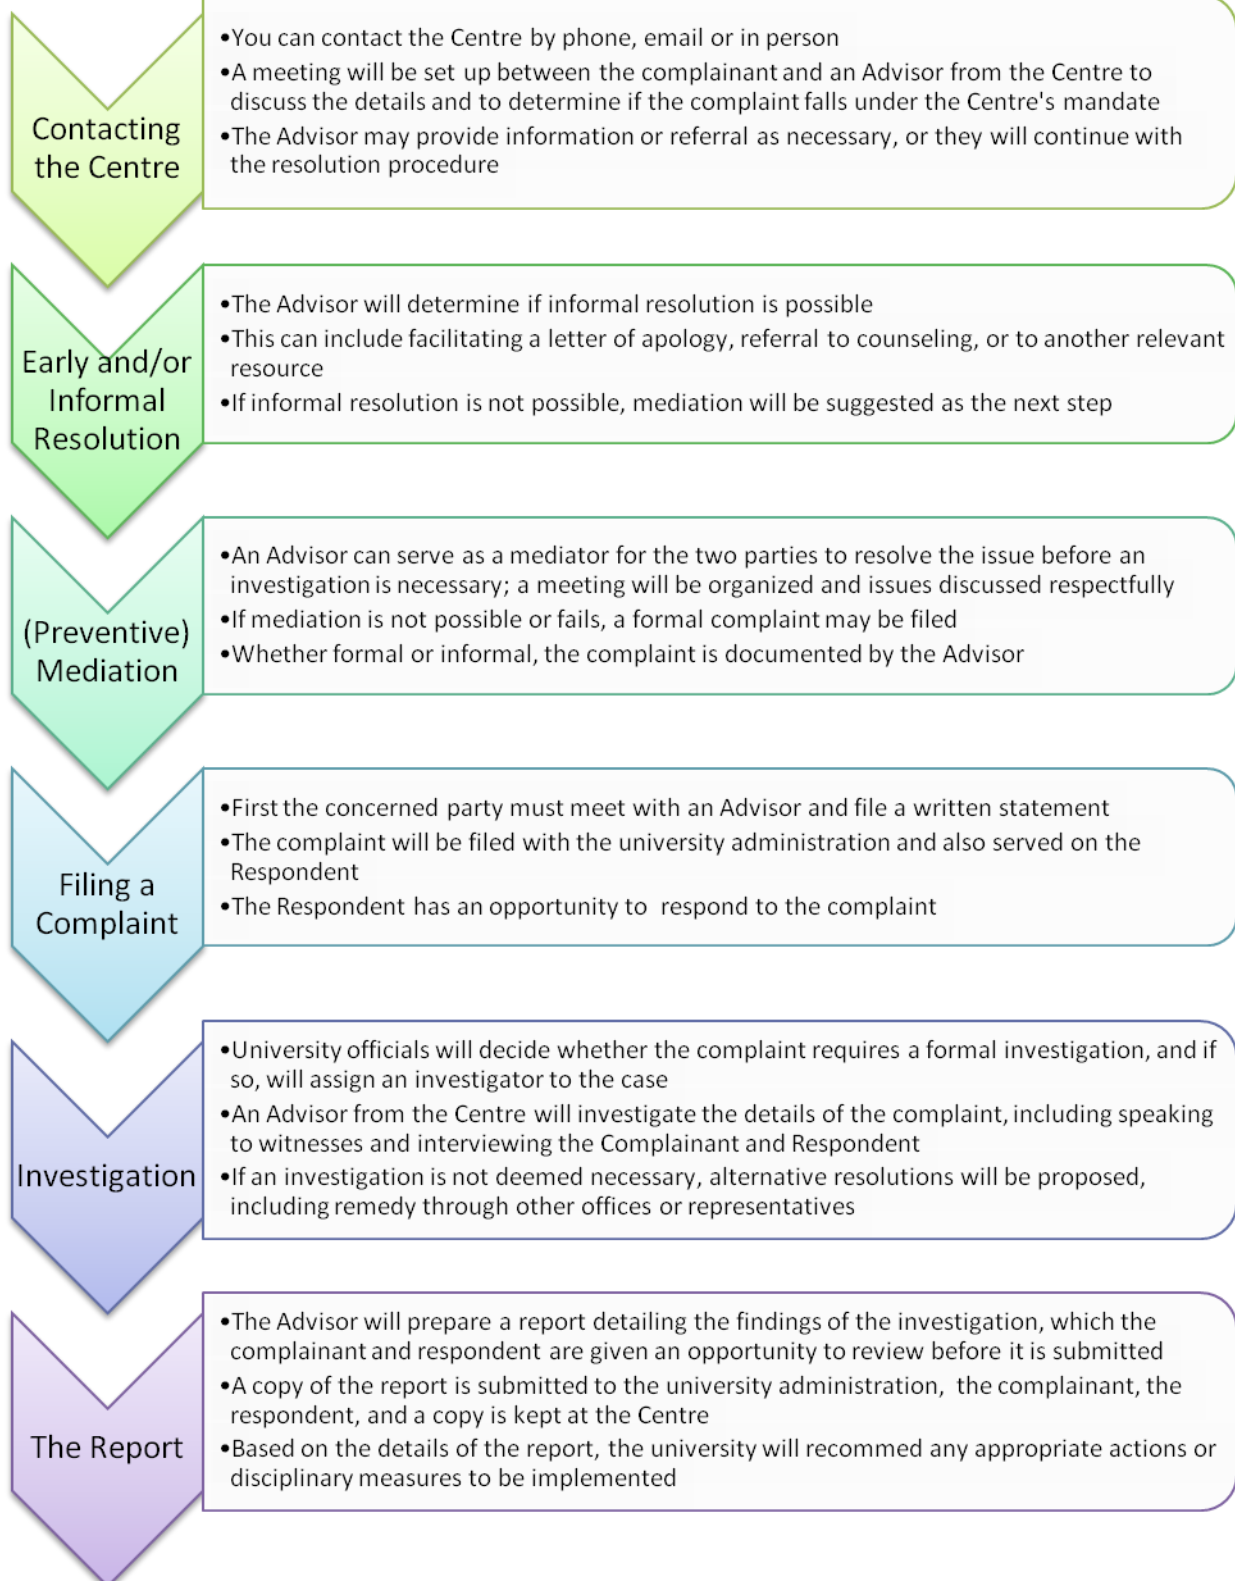 Contacting
the Centre
•You can contact the Centre by phone, email or in person
•A meeting will be set up between the complainant and an Advisor from the Centre to
discuss the details and to determine if the complaint falls under the Centre's mandate
•The Advisor may provide information or referral as necessary, or they will continue with
the resolution procedure
Early and/or
Informal
Resolution
•The Advisor will determine if informal resolution is possible
•This can include facilitating a letter of apology, referral to counseling, or to another relevant
resource
•If informal resolution is not possible, mediation will be suggested as the next step
(Preventive)
Mediation
•An Advisor can serve as a mediator for the two parties to resolve the issue before an
investigation is necessary; a meeting will be organized and issues discussed respectfully
•If mediation is not possible or fails, a formal complaint may be filed
•Whether formal or informal, the complaint is documented by the Advisor
Filing a
Complaint
•First the concerned party must meet with an Advisor and file a written statement
•The complaint will be filed with the university administration and also served on the
Respondent
•The Respondent has an opportunity to respond to the complaint
Investigation
•University officials will decide whether the complaint requires a formal investigation, and if
so, will assign an investigator to the case
•An Advisor from the Centre will investigate the details of the complaint, including speaking
to witnesses and interviewing the Complainant and Respondent
•If an investigation is not deemed necessary, alternative resolutions will be proposed,
including remedy through other offices or representatives
The Report
•The Advisor will prepare a report detailing the findings of the investigation, which the
complainant and respondent are given an opportunity to review before it is submitted
•A copy of the report is submitted to the university administration, the complainant, the
respondent, and a copy is kept at the Centre
•Based on the details of the report, the university will recommed any appropriate actions or
disciplinary measures to be implemented